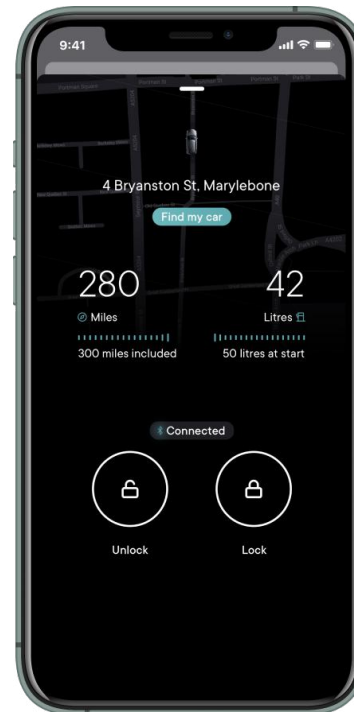 9:41
4 Bryanston St, Marylebone
Find my car
280
42
Miles
Litres
300 miles included
50 litres at start
Connected
Unlock
Lock